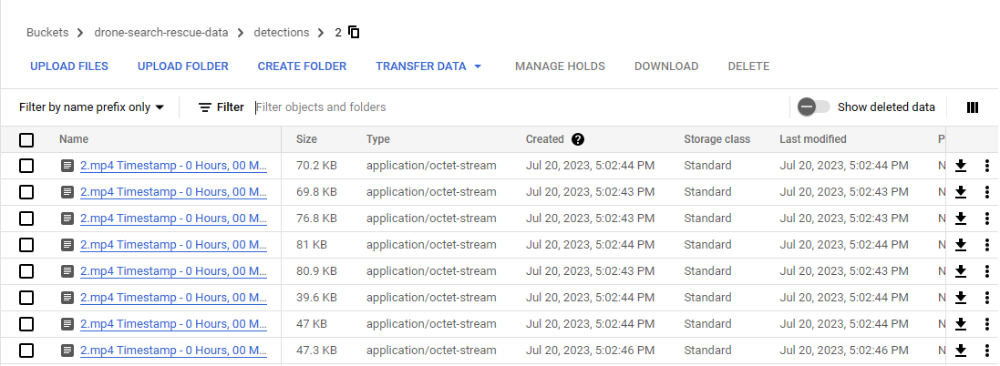 Buckets > drone-search-rescue-data > detections > 2
UPLOAD FILES UPLOAD FOLDER CREATE FOLDER TRANSFER DATA MANAGE HOLDS DOWNLOAD DELETE
Filter by name prefix only Filter Filter objects and folders Show deleted data
Name Size Type Created ? Storage class Last modified P
2.mp4 Timestamp - 0 Hours, 00 M... 70.2 KB application/octet-stream Jul 20, 2023, 5:02:44 PM Standard Jul 20, 2023, 5:02:44 PM N
2.mp4 Timestamp - 0 Hours, 00 M... 69.8 KB application/octet-stream Jul 20, 2023, 5:02:43 PM Standard Jul 20, 2023, 5:02:43 PM N
2.mp4 Timestamp - 0 Hours, 00 M... 76.8 KB application/octet-stream Jul 20, 2023, 5:02:43 PM Standard Jul 20, 2023, 5:02:43 PM N
2.mp4 Timestamp - 0 Hours, 00 M... 81 KB application/octet-stream Jul 20, 2023, 5:02:44 PM Standard Jul 20, 2023, 5:02:44 PM N
2.mp4 Timestamp - 0 Hours, 00 M... 80.9 KB application/octet-stream Jul 20, 2023, 5:02:43 PM Standard Jul 20, 2023, 5:02:43 PM N
2.mp4 Timestamp - 0 Hours, 00 M... 39.6 KB application/octet-stream Jul 20, 2023, 5:02:44 PM Standard Jul 20, 2023, 5:02:44 PM N
2.mp4 Timestamp - 0 Hours, 00 M... 47 KB application/octet-stream Jul 20, 2023, 5:02:44 PM Standard Jul 20, 2023, 5:02:44 PM N
2.mp4 Timestamp - 0 Hours, 00 M... 47.3 KB application/octet-stream Jul 20, 2023, 5:02:46 PM Standard Jul 20, 2023, 5:02:46 PM N